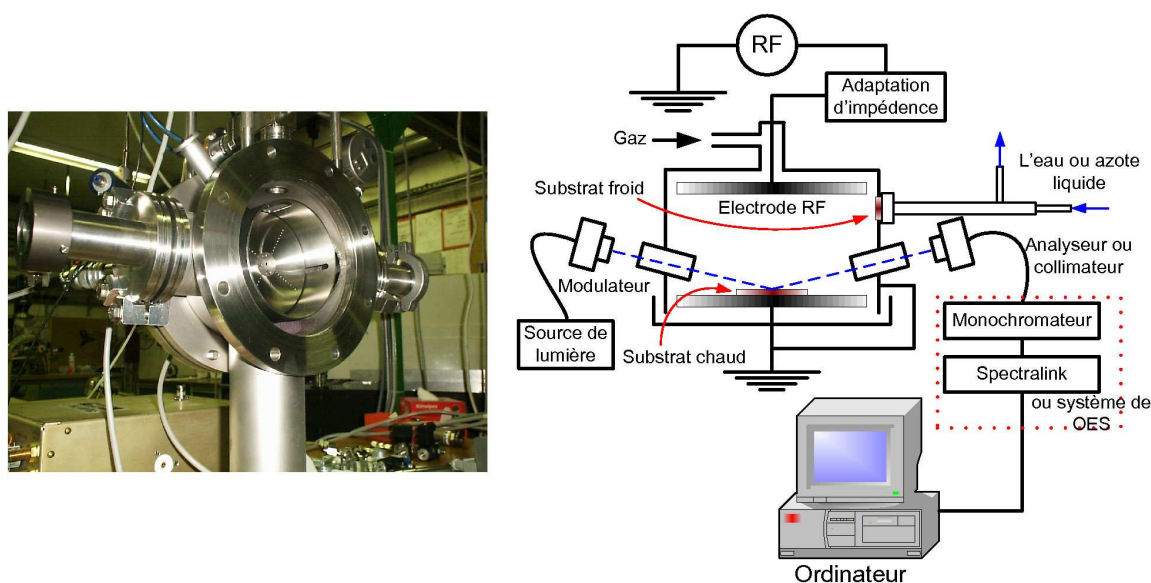 RF
Adaptation
d'impédence
Gaz
L'eau ou azote
liquide
Substrat froid
Electrode RF
Analyseur ou
collimateur
Modulateur
Monochromateur
Source de
lumière
Substrat chaud
Spectralink
ou système de
OES
Ordinateur